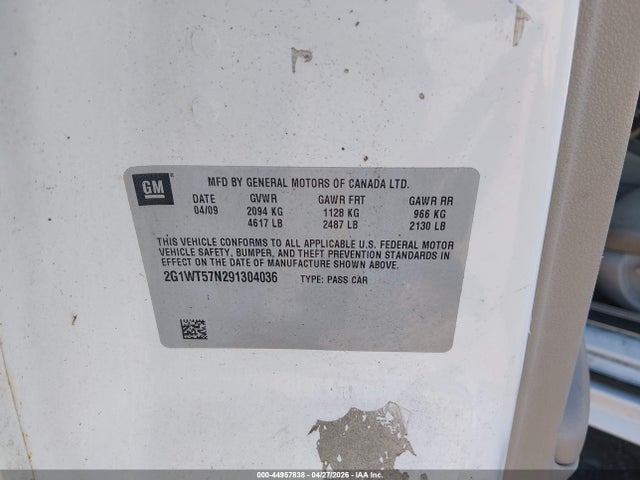 GM
MFD BY GENERAL MOTORS OF CANADA LTD.
DATE GVWR GAWR FRT GAWR RR
04/09 2094 KG 1128 KG 966 KG
4617 LB 2487 LB 2130 LB
THIS VEHICLE CONFORMS TO ALL APPLICABLE U.S. FEDERAL MOTOR
VEHICLE SAFETY, BUMPER, AND THEFT PREVENTION STANDARDS IN
EFFECT ON THE DATE OF MANUFACTURE SHOWN ABOVE.
2G1WT57N291304036 TYPE: PASS CAR
000-44957838 - 04/27/2026 - IAA Inc.